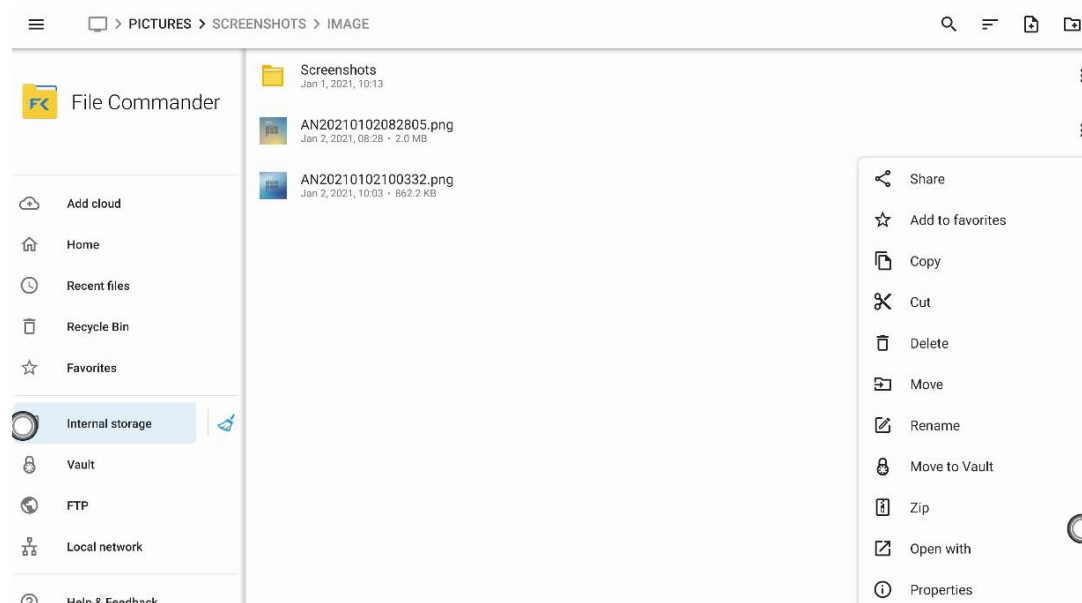 > PICTURES > SCREENSHOTS > IMAGE
FK File Commander
Add cloud
Home
Recent files
Recycle Bin
Favorites
Internal storage
Vault
FTP
Local network
Help & Feedback
Screenshots
Jan 1, 2021, 10:13
AN20210102082805.png
Jan 2, 2021, 08:28 • 2.0 MB
AN20210102100332.png
Jan 2, 2021, 10:03 • 862.2 KB
Share
Add to favorites
Copy
Cut
Delete
Move
Rename
Move to Vault
Zip
Open with
Properties